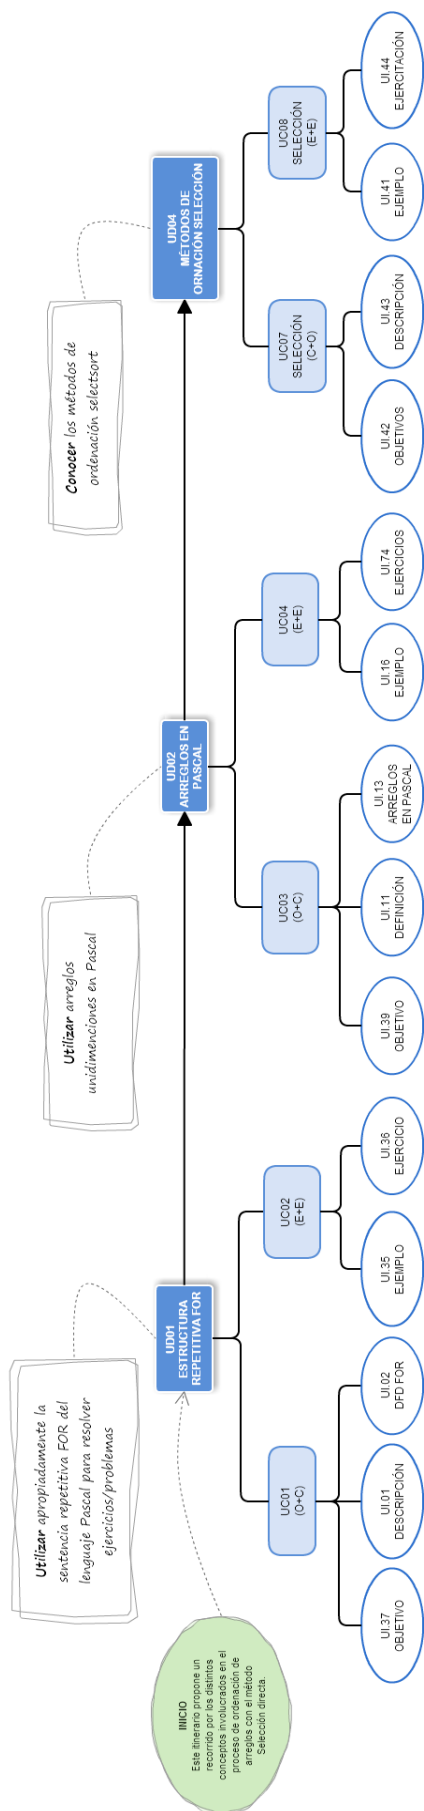 INICIO
Este itinerario propone un
recorrido por los distintos
conceptos involucrados en el
proceso de ordenación de
arreglos con el método
Selección directa.
Utilizar apropiadamente la
sentencia repetitiva FOR del
lenguaje Pascal para resolver
ejercicios/problemas
UD01
ESTRUCTURA
REPETITIVA FOR
UC01
(O+C)
UI.37
OBJETIVO
UI.01
DESCRIPCIÓN
UI.02
DFD FOR
UC02
(E+E)
UI.35
EJEMPLO
UI.36
EJERCICIO
Utilizar arreglos
unidimenciones en Pascal
UD02
ARREGLOS EN
PASCAL
UC03
(O+C)
UI.39
OBJETIVO
UI.11
DEFINICIÓN
UI.13
ARREGLOS
EN PASCAL
UC04
(E+E)
UI.16
EJEMPLO
UI.74
EJERCICIOS
Conocer los métodos de
ordenación selectsort
UD04
MÉTODOS DE
ORNACIÓN SELECCIÓN
UC07
SELECCIÓN
(C+O)
UI.42
OBJETIVOS
UI.43
DESCRIPCIÓN
UC08
SELECCIÓN
(E+E)
UI.41
EJEMPLO
UI.44
EJERCITACIÓN